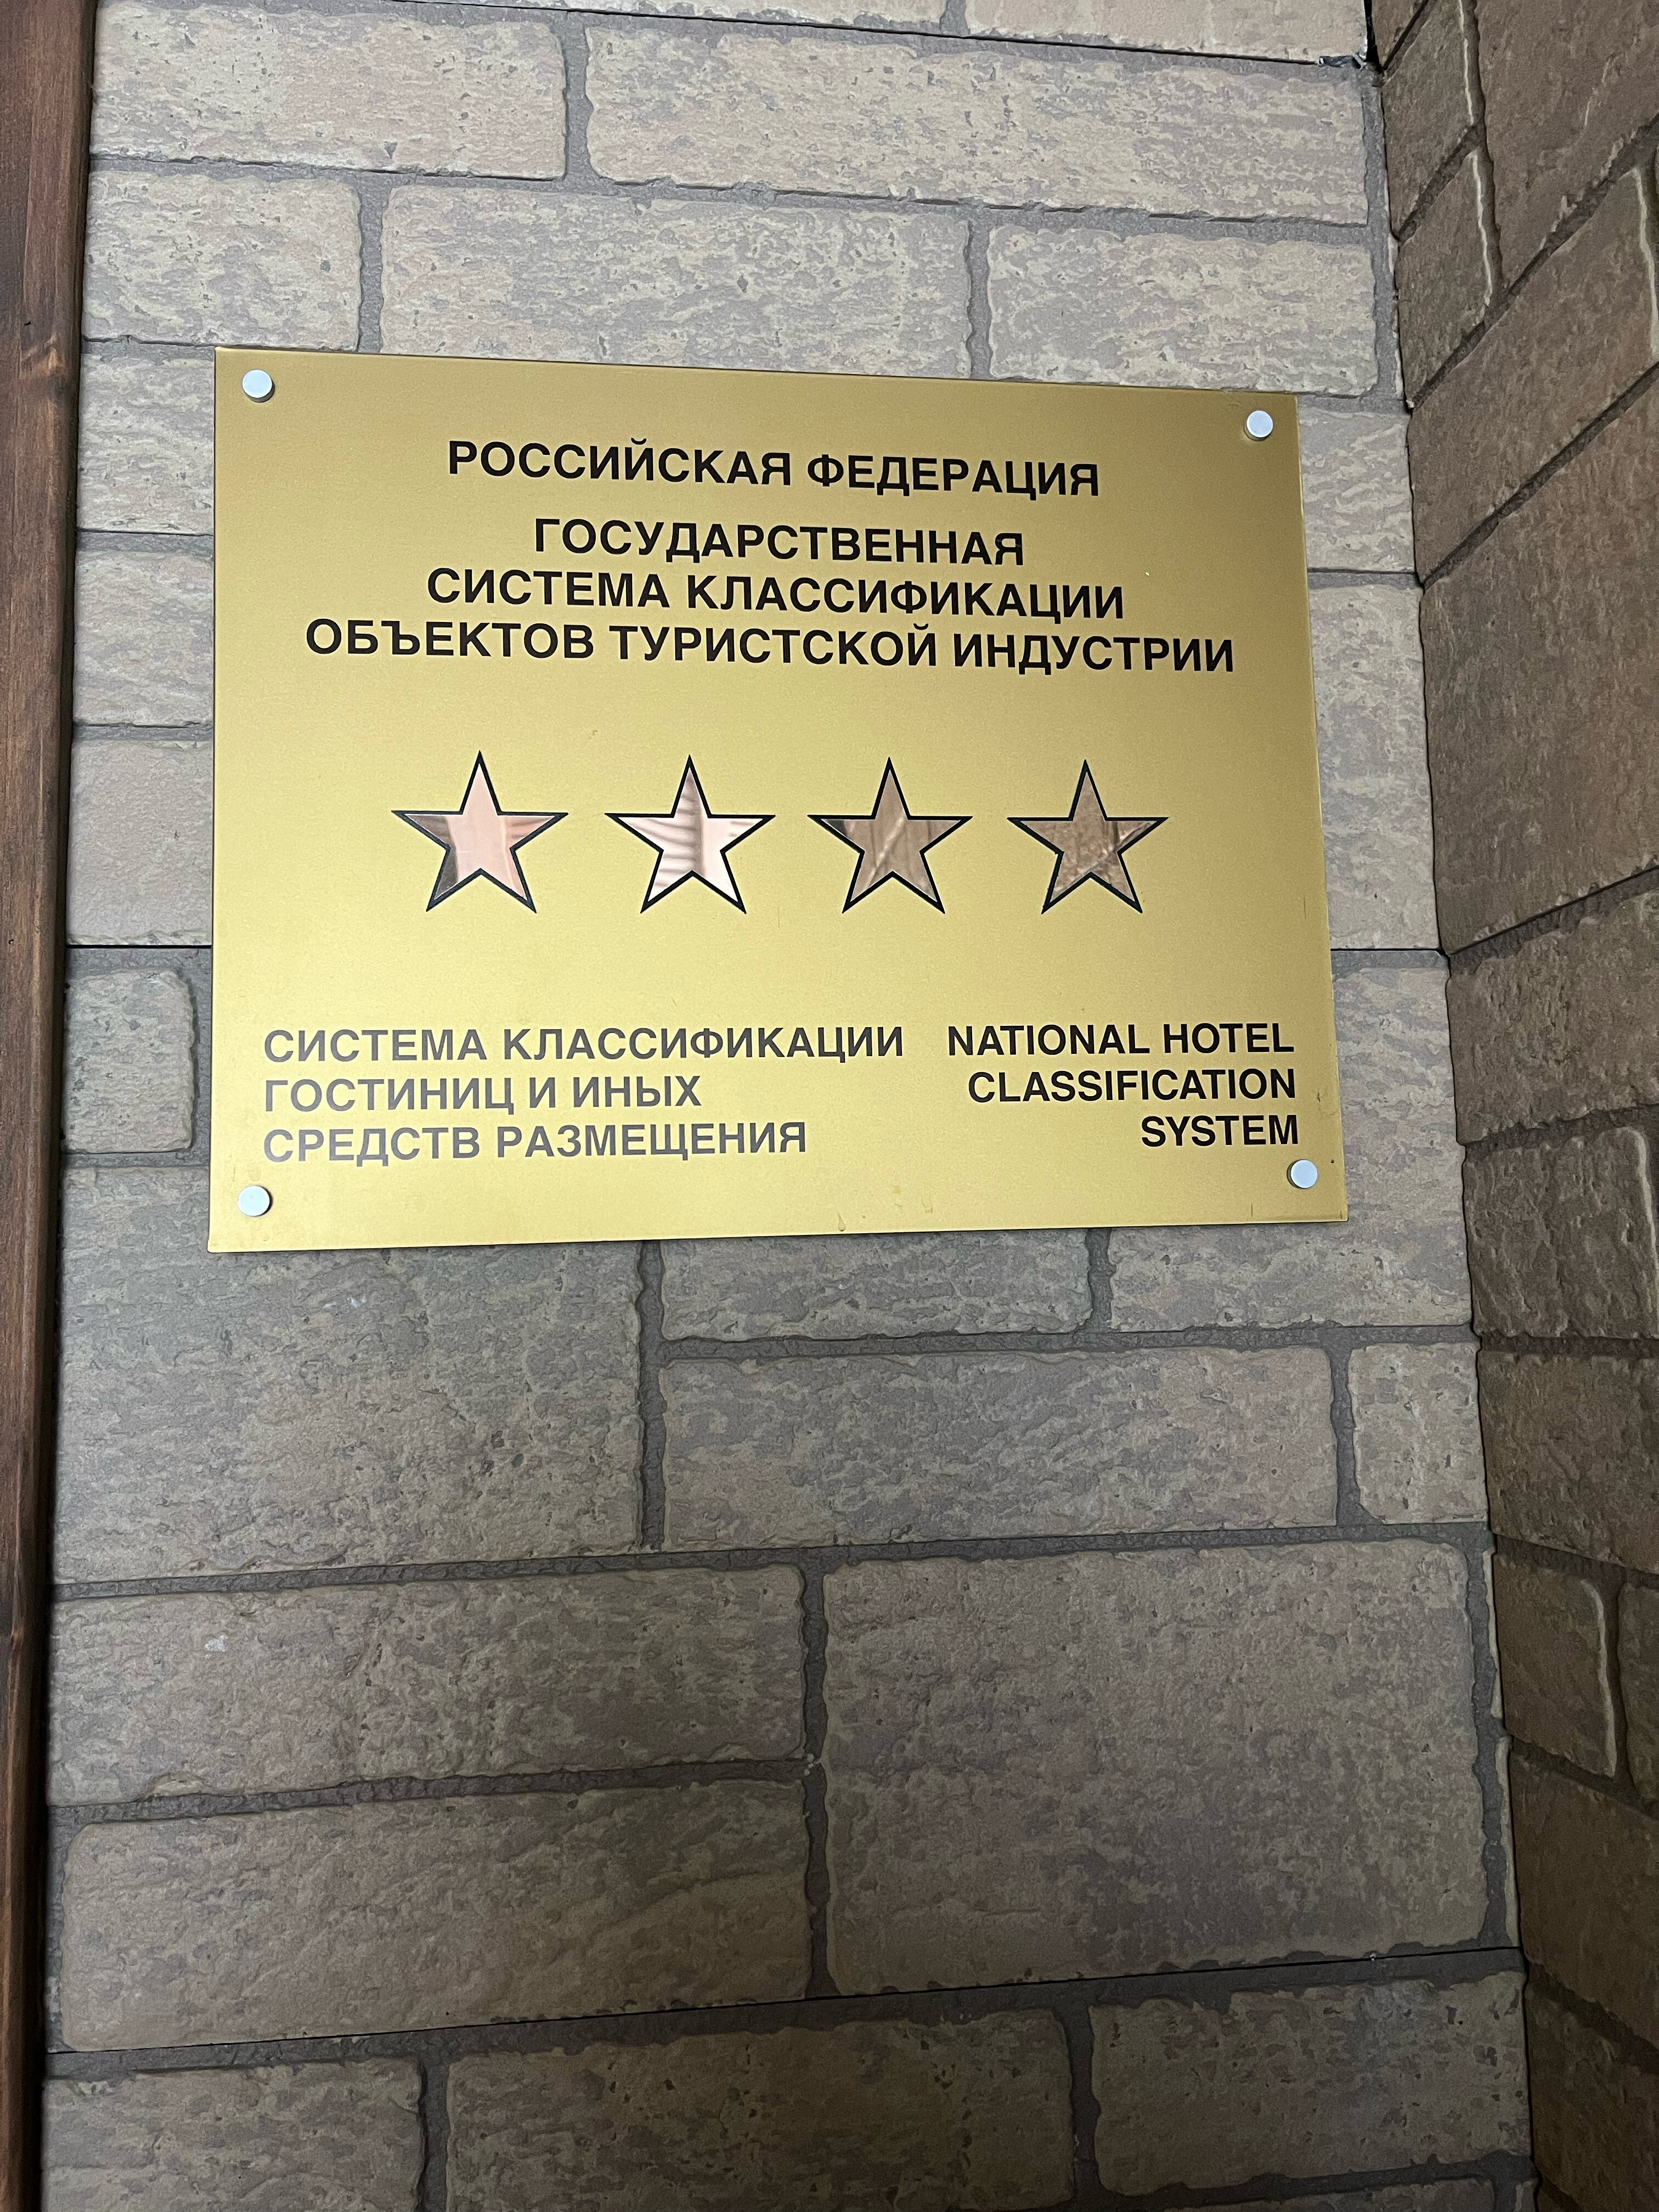 РОССИЙСКАЯ ФЕДЕРАЦИЯ
ГОСУДАРСТВЕННАЯ
СИСТЕМА КЛАССИФИКАЦИИ
ОБЪЕКТОВ ТУРИСТСКОЙ ИНДУСТРИИ
СИСТЕМА КЛАССИФИКАЦИИ
ГОСТИНИЦ И ИНЫХ
СРЕДСТВ РАЗМЕЩЕНИЯ
NATIONAL HOTEL
CLASSIFICATION
SYSTEM